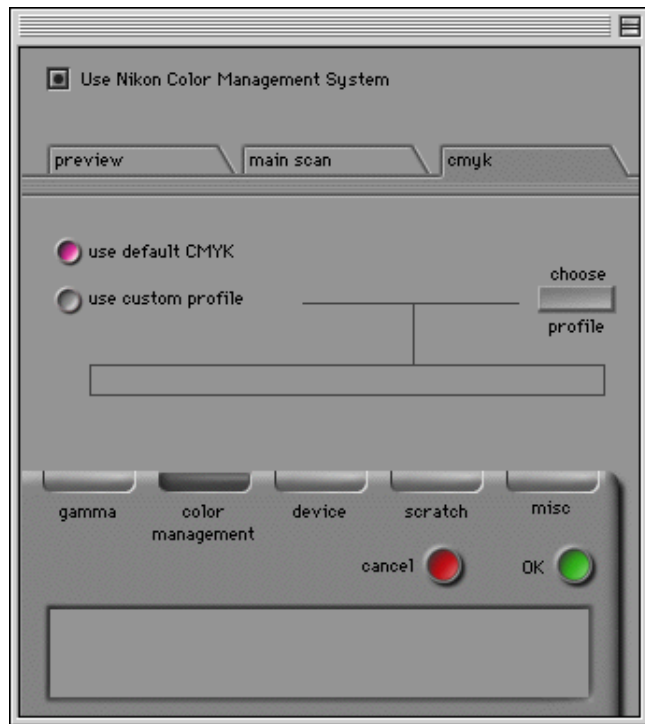 Use Nikon Color Management System
preview main scan cmyk
use default CMYK
choose
use custom profile
profile
gamma color device scratch misc
management
cancel OK